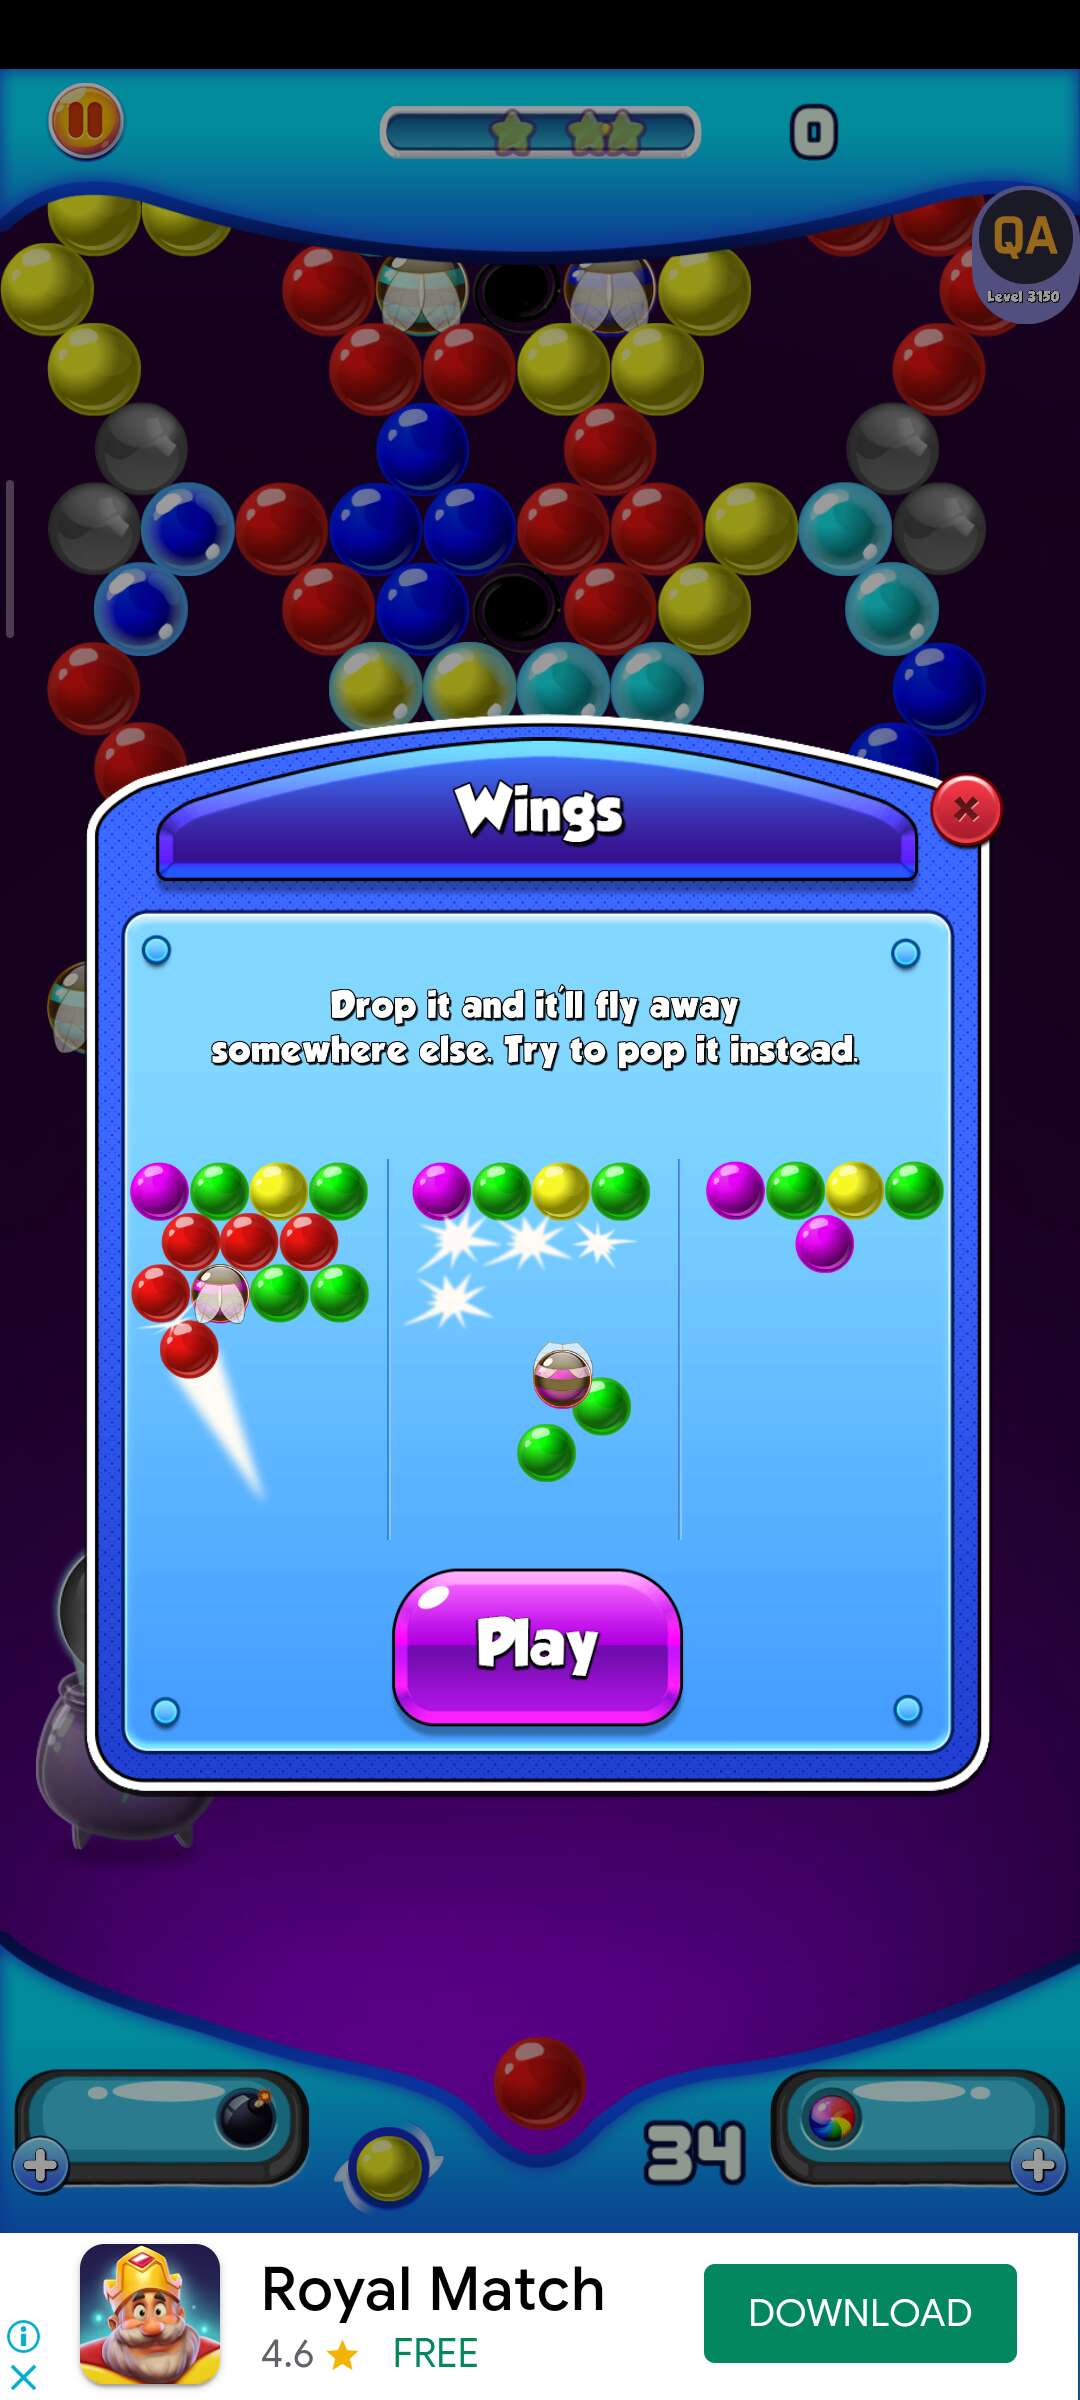 0
QA
Level 3150
Wings
Drop it and it'll fly away
somewhere else. Try to pop it instead.
Play
34
Royal Match
4.6 FREE
DOWNLOAD